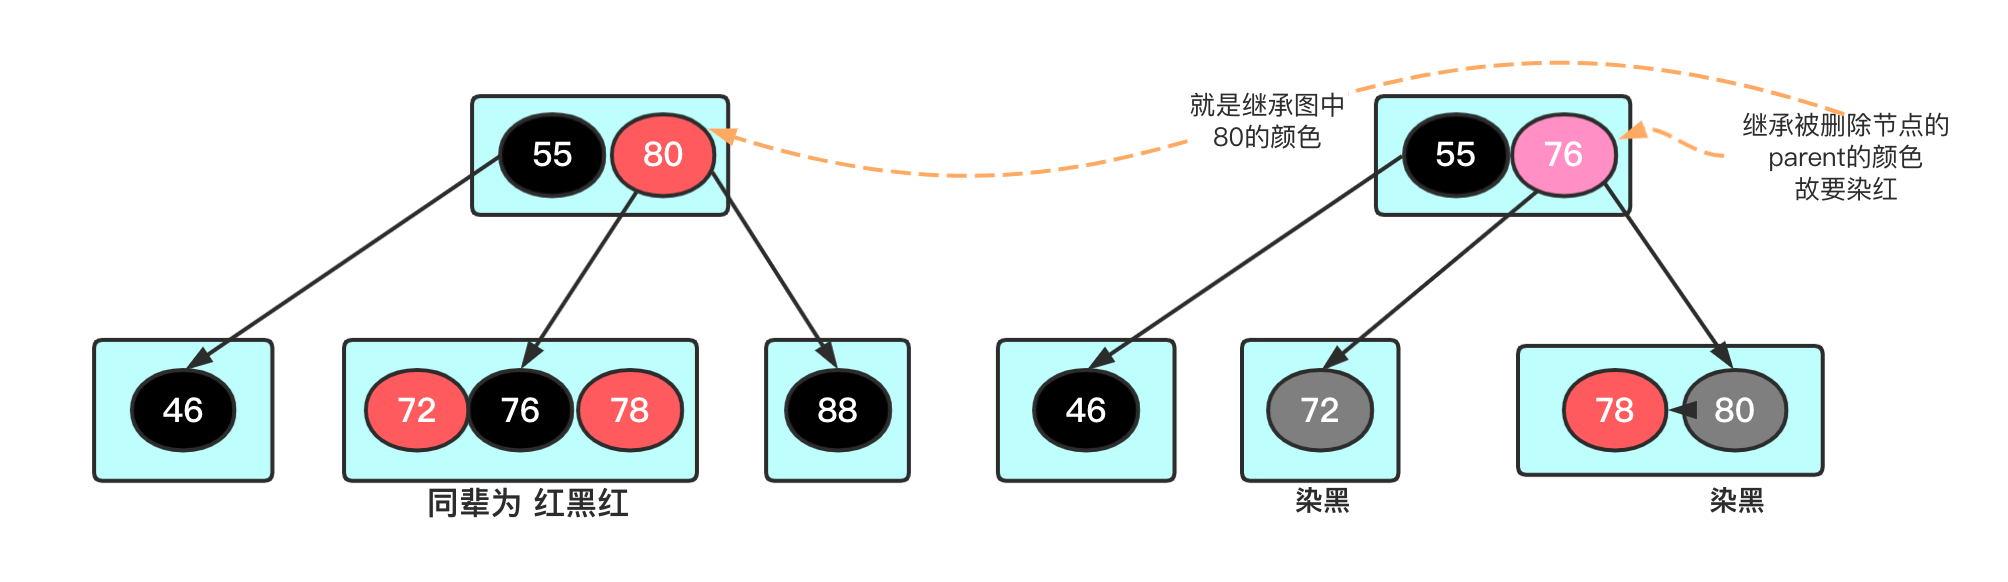 就是继承图中
80的颜色
继承被删除节点的
parent的颜色
故要染红
55 80
55 76
46
72 76 78
88
46
72
78 80
同辈为 红黑红
染黑
染黑